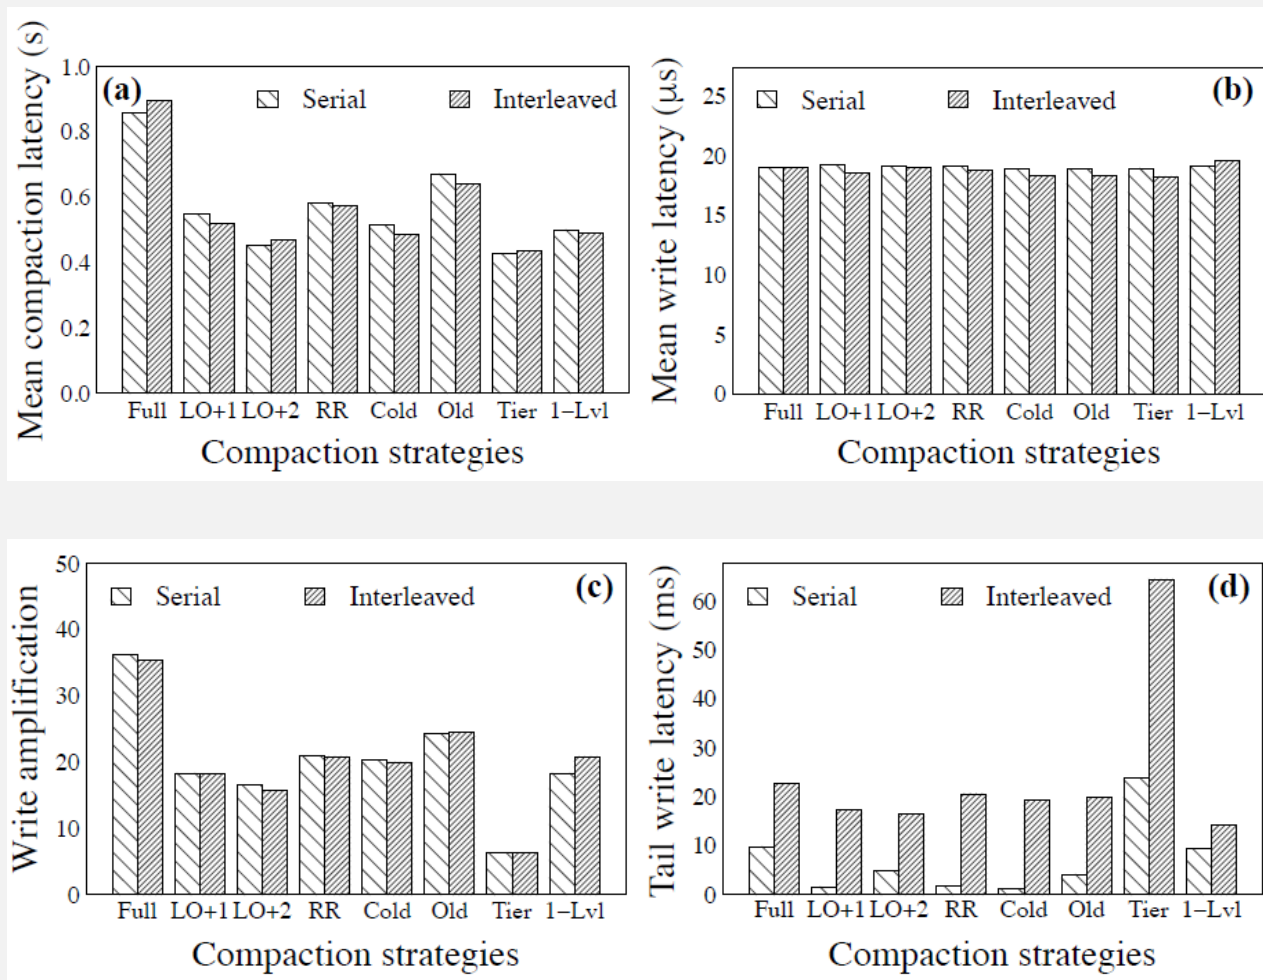 Mean compaction latency (s)
1.0
0.8
0.6
0.4
0.2
0.0
(a)
Serial
Interleaved
Full LO+1 LO+2 RR Cold Old Tier 1−Lvl
Compaction strategies
Mean write latency (µs)
25
20
15
10
5
0
Serial
Interleaved
(b)
Full LO+1 LO+2 RR Cold Old Tier 1−Lvl
Compaction strategies
Write amplification
50
40
30
20
10
0
Serial
Interleaved
(c)
Full LO+1 LO+2 RR Cold Old Tier 1−Lvl
Compaction strategies
Tail write latency (ms)
60
50
40
30
20
10
0
Serial
Interleaved
(d)
Full LO+1 LO+2 RR Cold Old Tier 1−Lvl
Compaction strategies